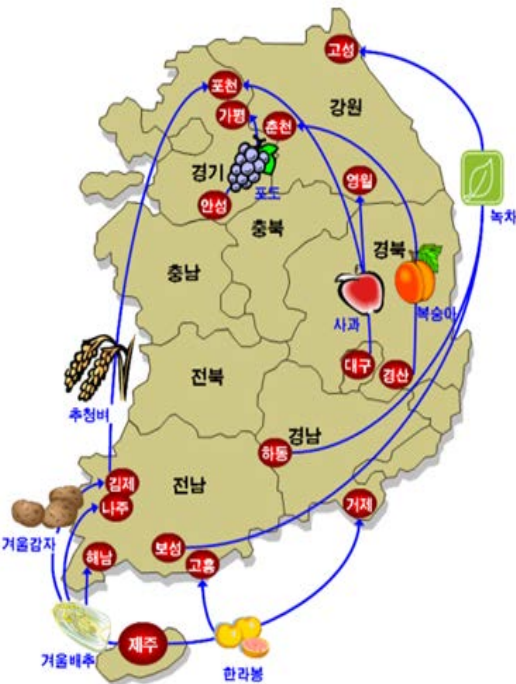 고성
포천
강원
가평
춘천
경기
포도
영월
안성
충북
녹차
경북
충남
사과
복숭아
대구
경산
전북
추청벼
경남
하동
김제
전남
나주
거제
겨울감자
보성
해남
고흥
제주
겨울배추
한라봉